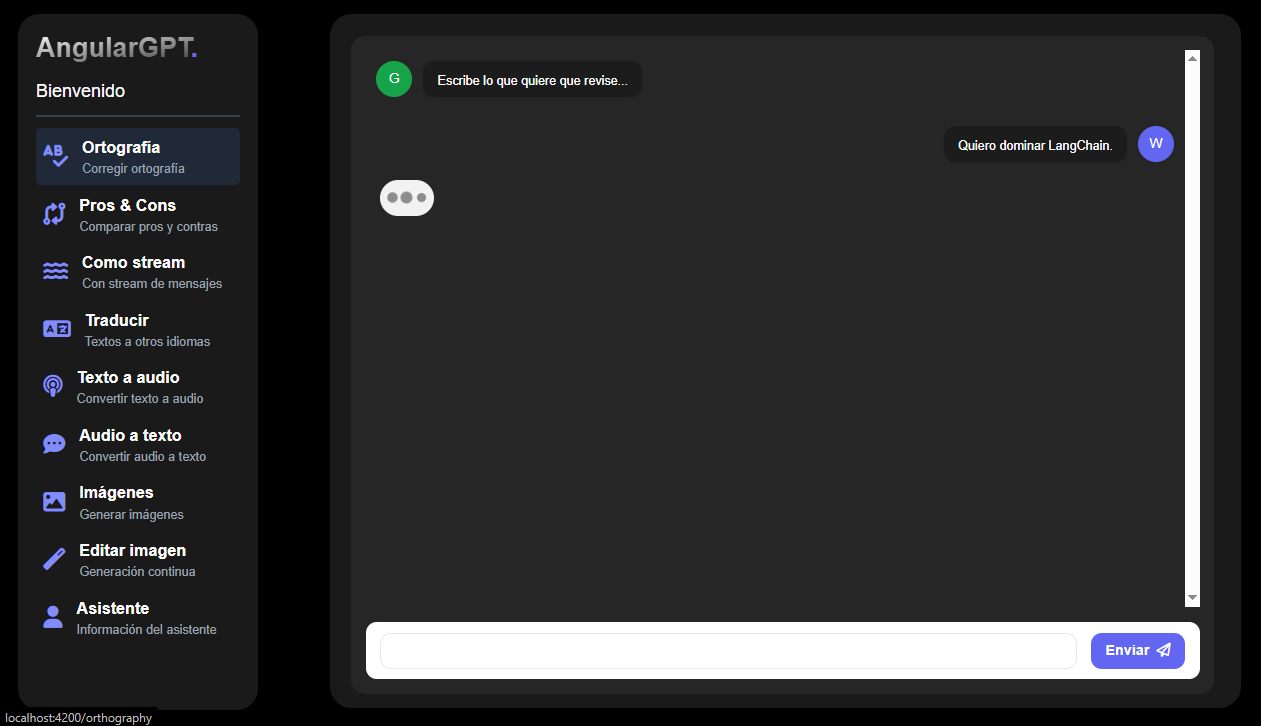 AngularGPT.
Bienvenido
Ortografía
Corregir ortografía
Pros & Cons
Comparar pros y contras
Como stream
Con stream de mensajes
Traducir
Textos a otros idiomas
Texto a audio
Convertir texto a audio
Audio a texto
Convertir audio a texto
Imágenes
Generar imágenes
Editar imagen
Generación continua
Asistente
Información del asistente
G
Escribe lo que quiere que revise...
Quiero dominar LangChain.
W
Enviar
localhost:4200/orthography